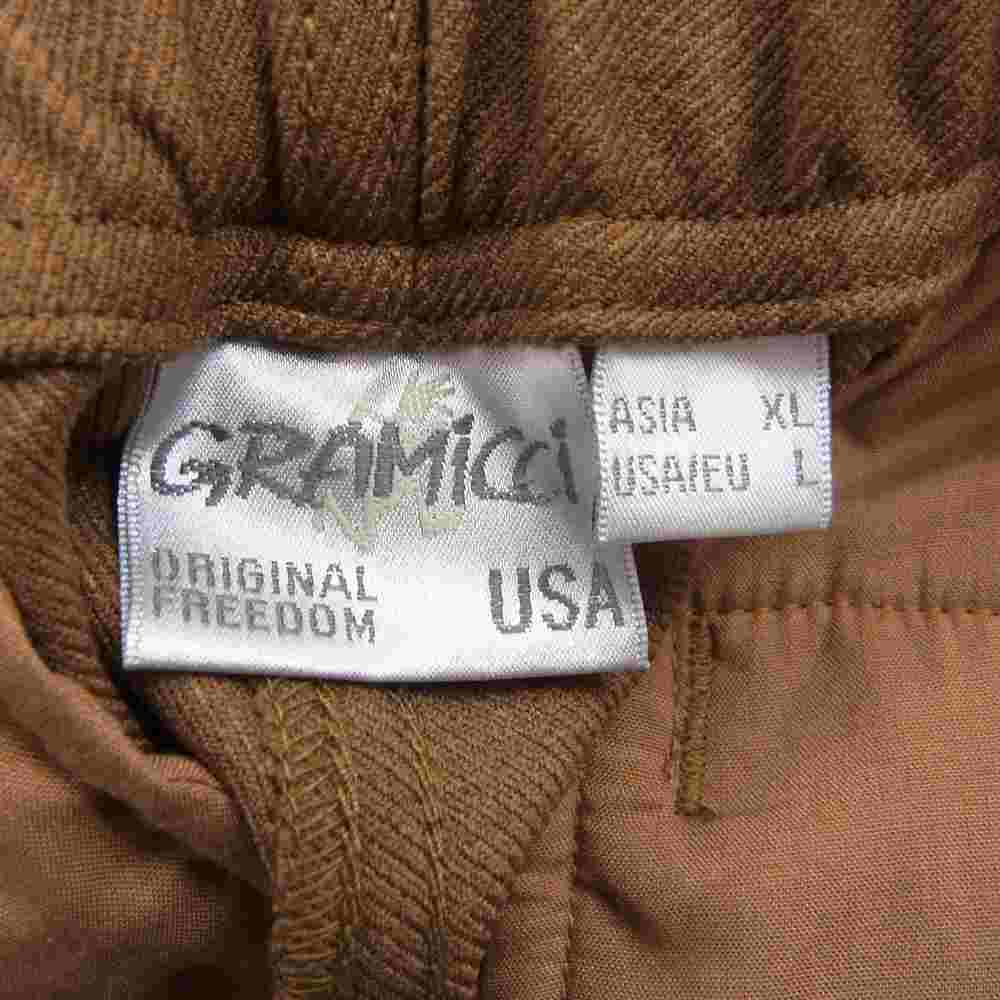 GRAMiCCi
ORIGINAL
FREEDOM
USA
ASIA XL
USA/EU L